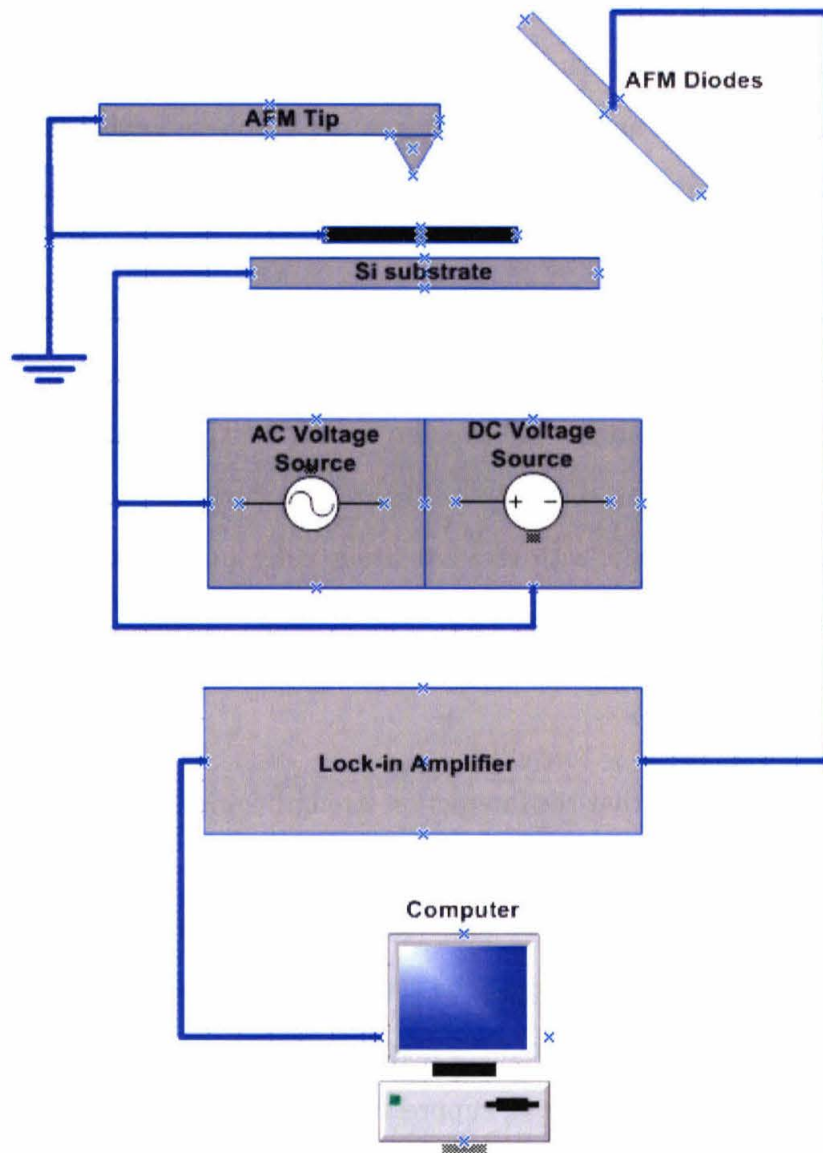 AFM Diodes
AFM Tip
Si substrate
AC Voltage
Source
DC Voltage
Source
+ −
Lock-in Amplifier
Computer